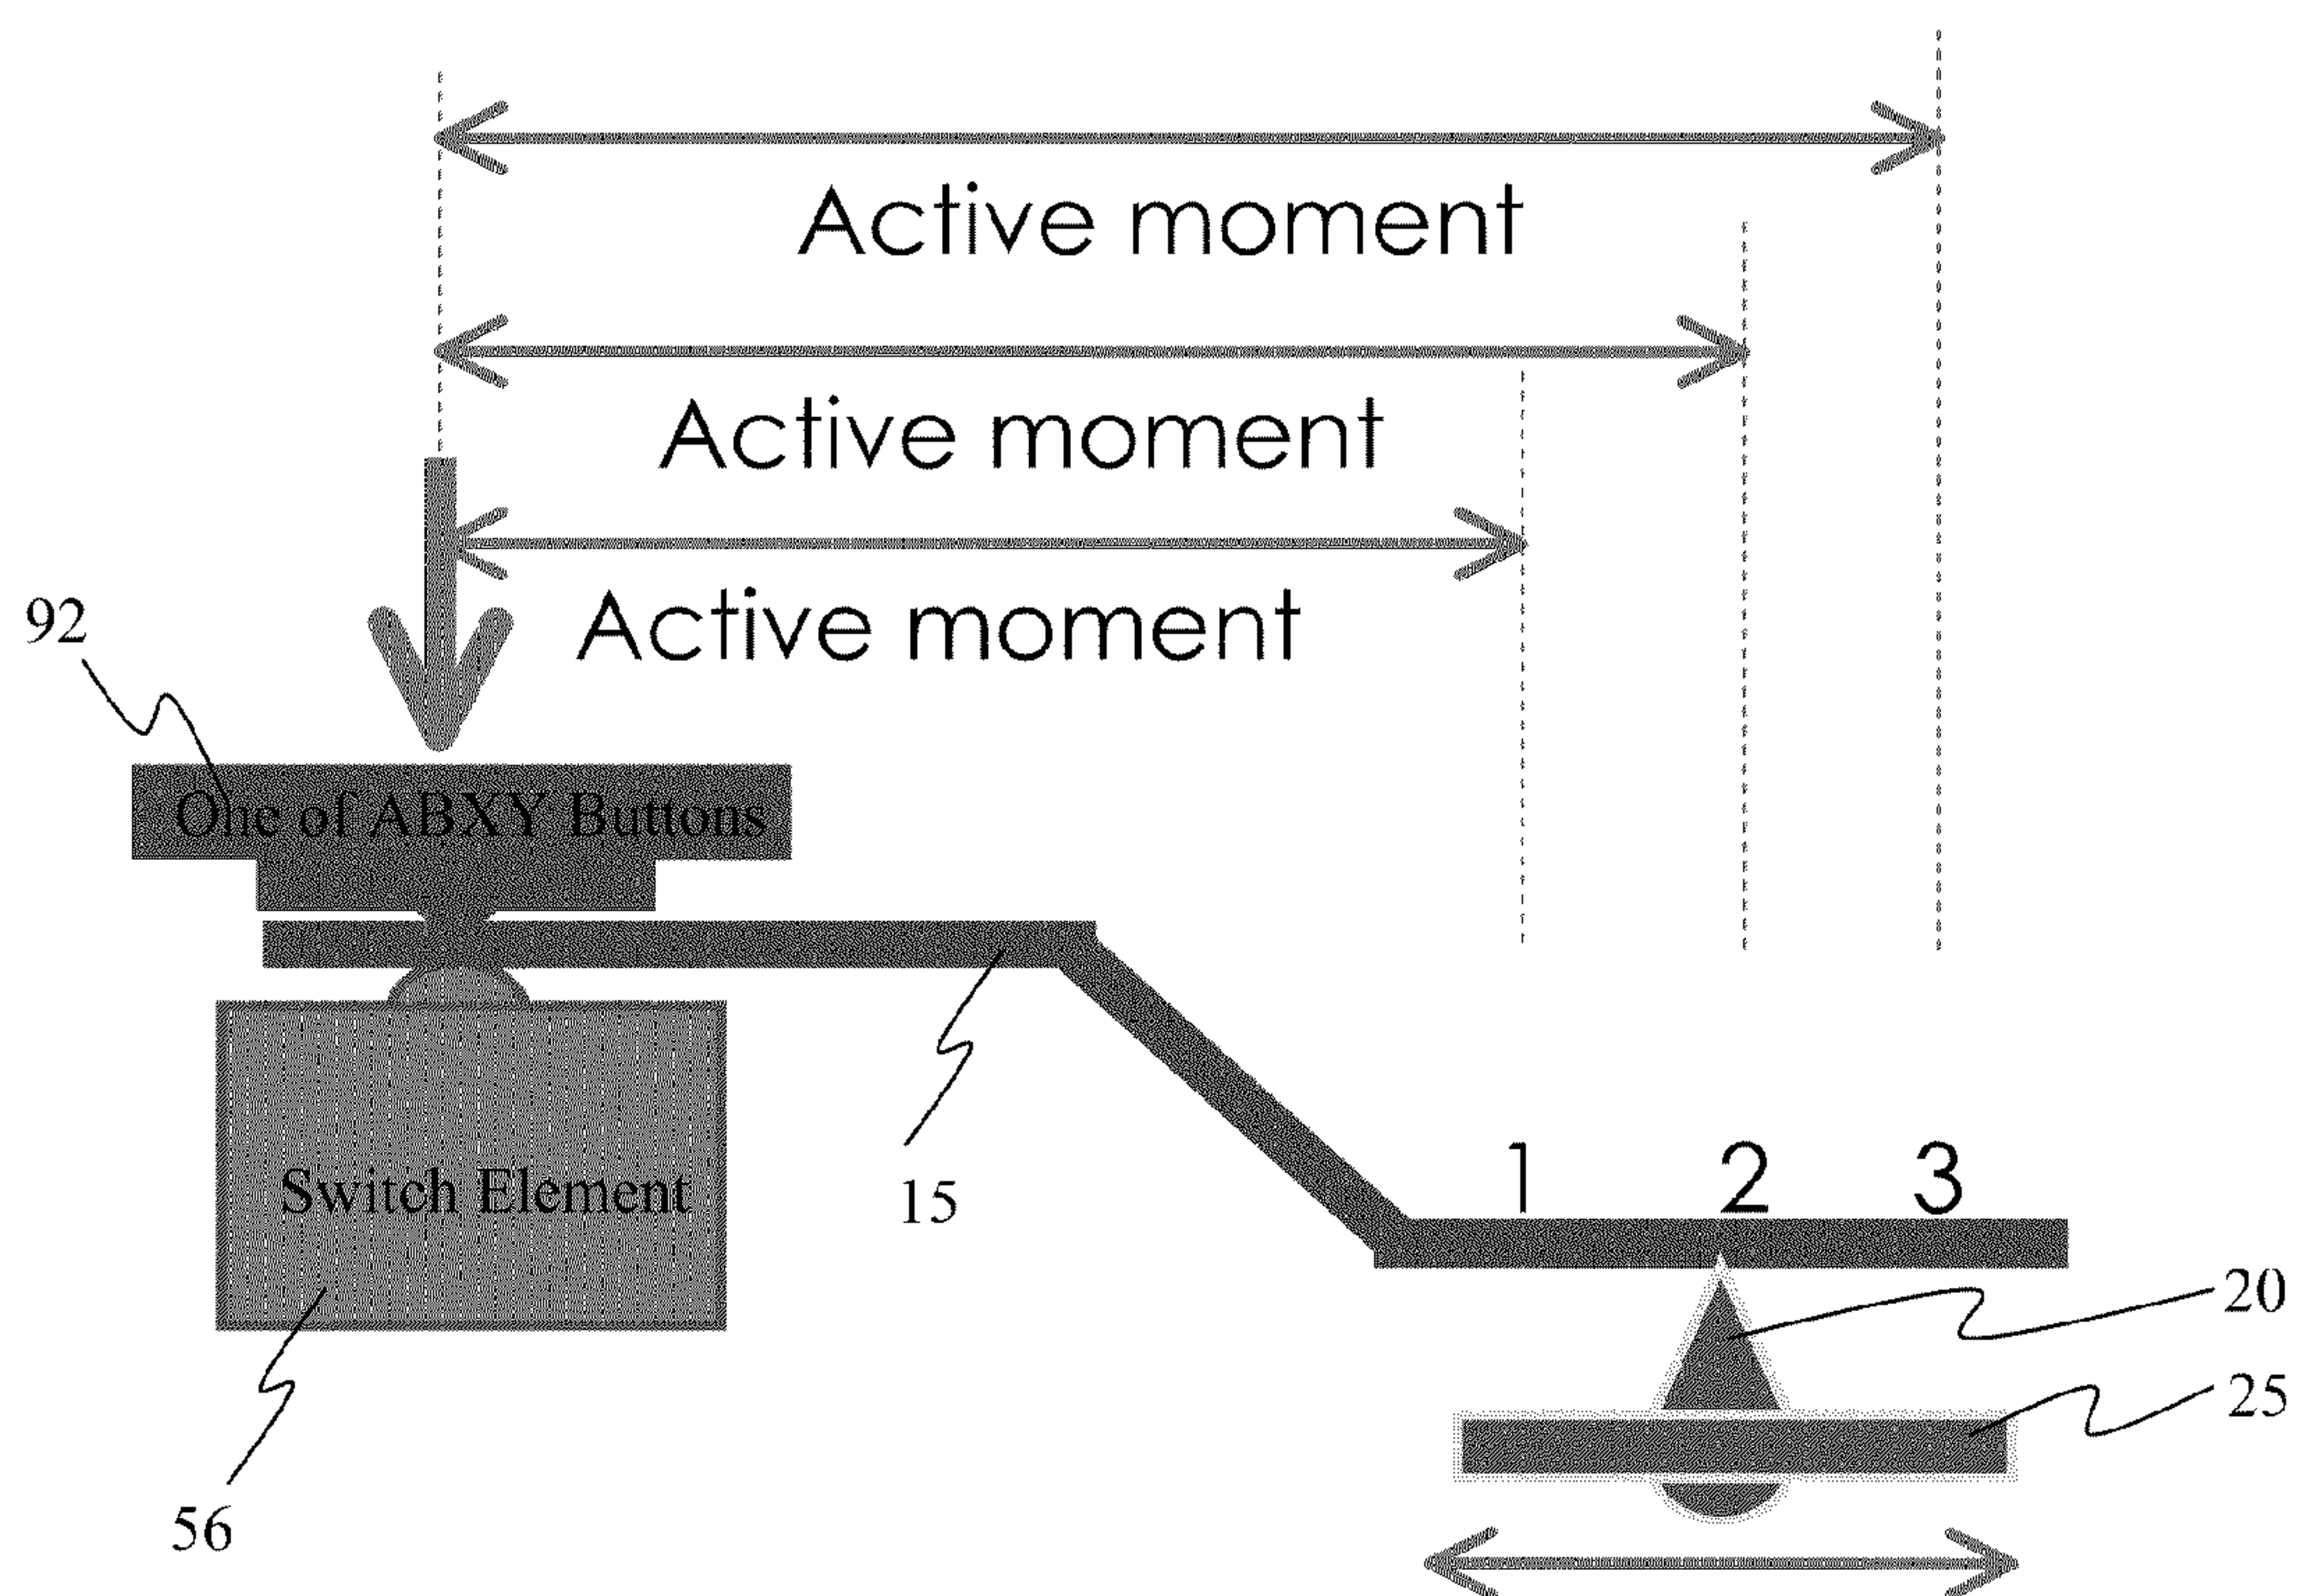 Active moment
Active moment
Active moment
92
One of ABXY Buttons
15
Switch Element
1 2 3
20
25
56